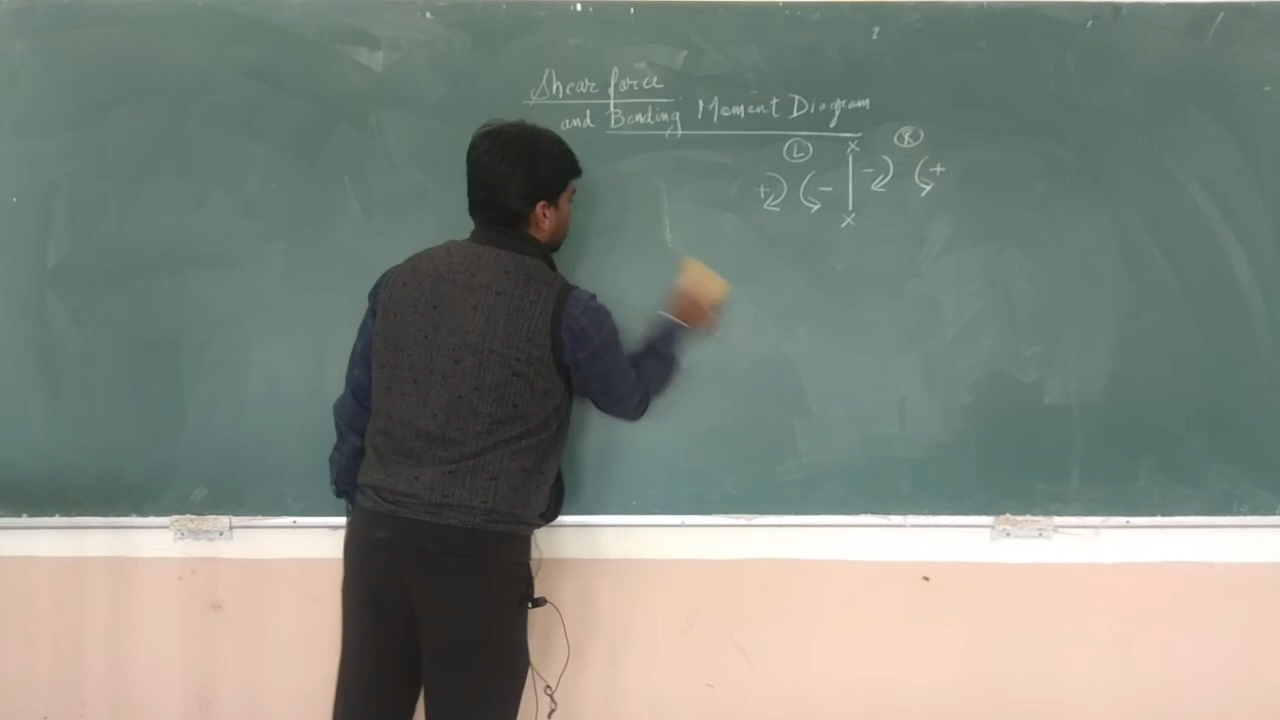 Shear force
and Bending Moment Diagram
L x R
+ - - +
x